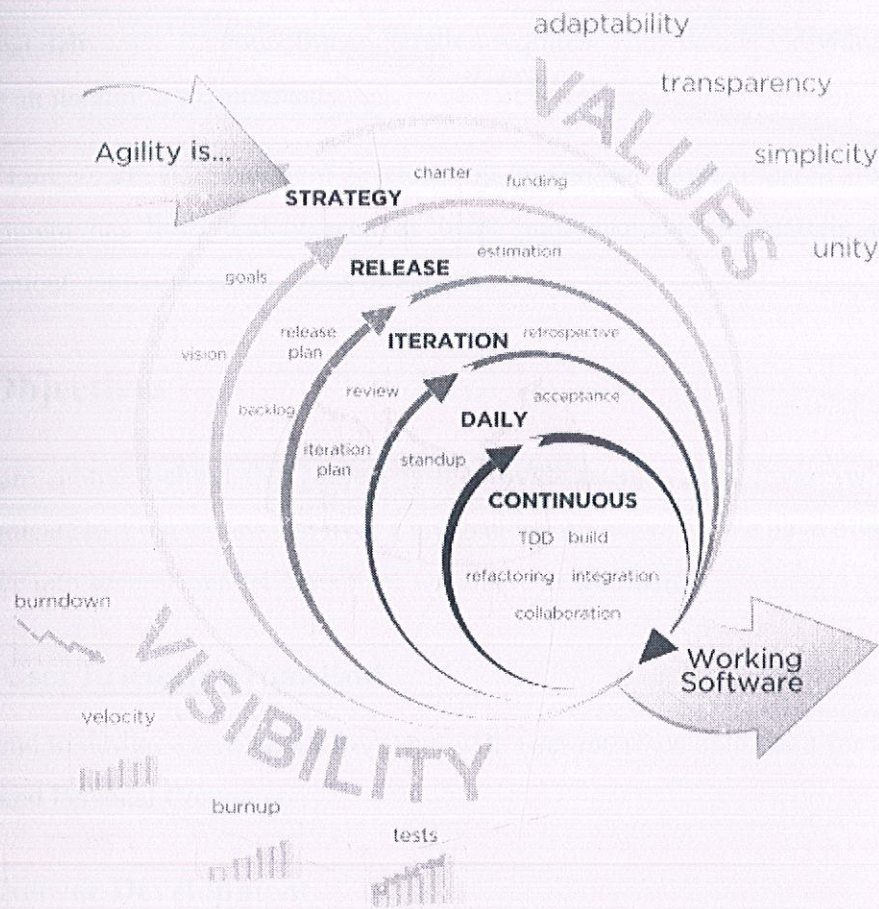 adaptability
VALUES
transparency
Agility is...
simplicity
STRATEGY
charter
funding
unity
goals
RELEASE
estimation
vision
release
plan
ITERATION
retrospective
backlog
review
acceptance
DAILY
iteration
plan
standup
CONTINUOUS
TDD build
refactoring integration
collaboration
burndown
VISIBILITY
Working
Software
velocity
burnup
tests